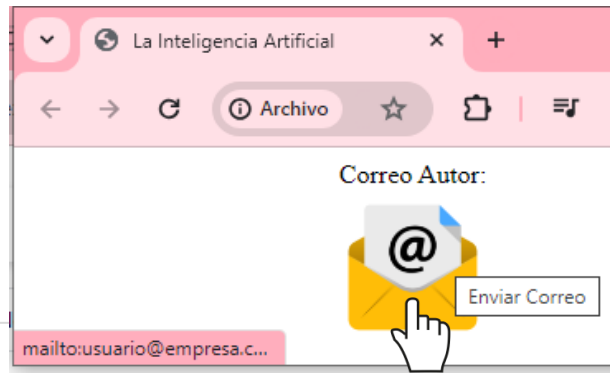 La Inteligencia Artificial
Archivo
Correo Autor:
@
Enviar Correo
mailto:usuario@empresa.c...